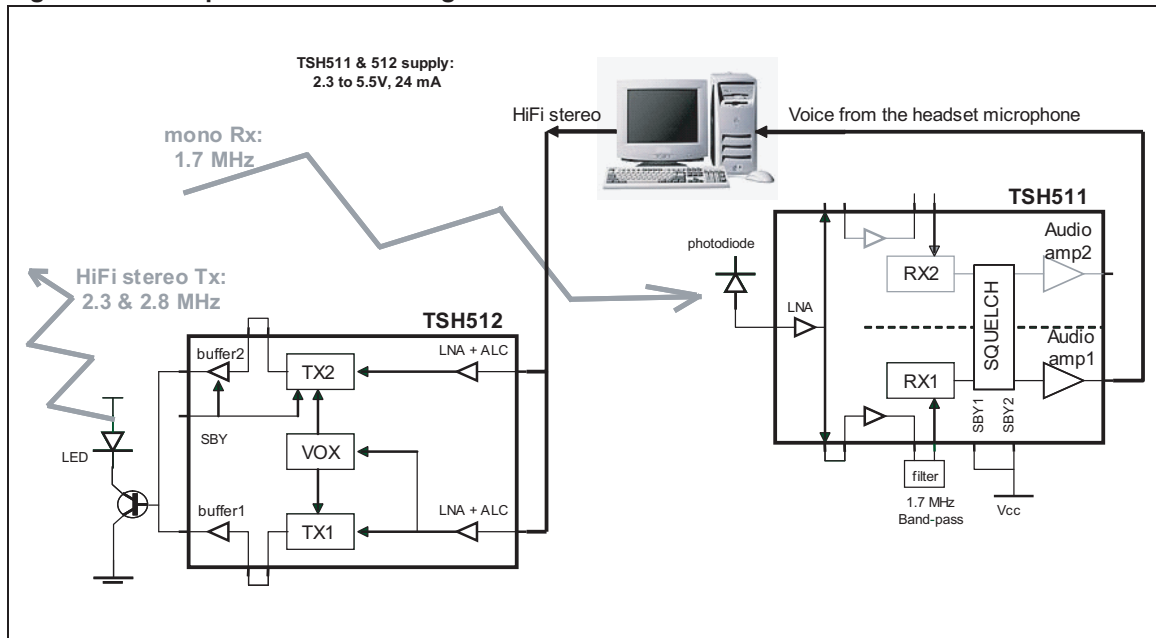 TSH511 & 512 supply:
2.3 to 5.5V, 24 mA
HiFi stereo
Voice from the headset microphone
mono Rx:
1.7 MHz
TSH511
photodiode
Audio
amp2
RX2
LNA
SQUELCH
HiFi stereo Tx:
2.3 & 2.8 MHz
TSH512
Audio
amp1
RX1
buffer2
LNA + ALC
TX2
SBY1
SBY2
SBY
VOX
LED
filter
1.7 MHz
Band-pass
Vcc
buffer1
LNA + ALC
TX1